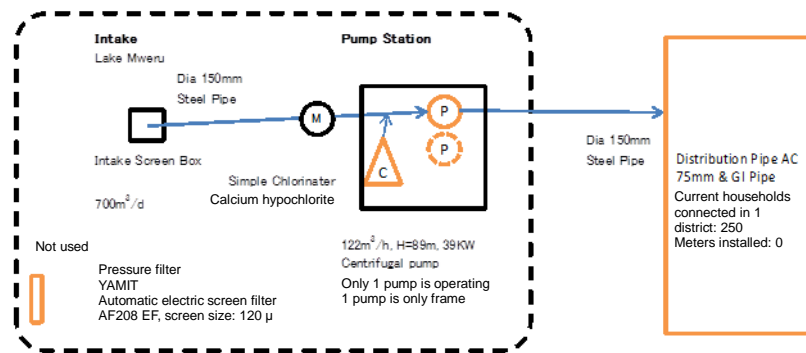 Intake
Lake Mweru
Pump Station
Dia 150mm
Steel Pipe
M
P
P
C
Intake Screen Box
Simple Chlorinater
Calcium hypochlorite
700m³/d
Dia 150mm
Steel Pipe
Distribution Pipe AC
75mm & GI Pipe
Current households
connected in 1
district: 250
Meters installed: 0
Not used
Pressure filter
YAMIT
Automatic electric screen filter
AF208 EF, screen size: 120 µ
122m³/h, H=89m, 39KW
Centrifugal pump
Only 1 pump is operating
1 pump is only frame